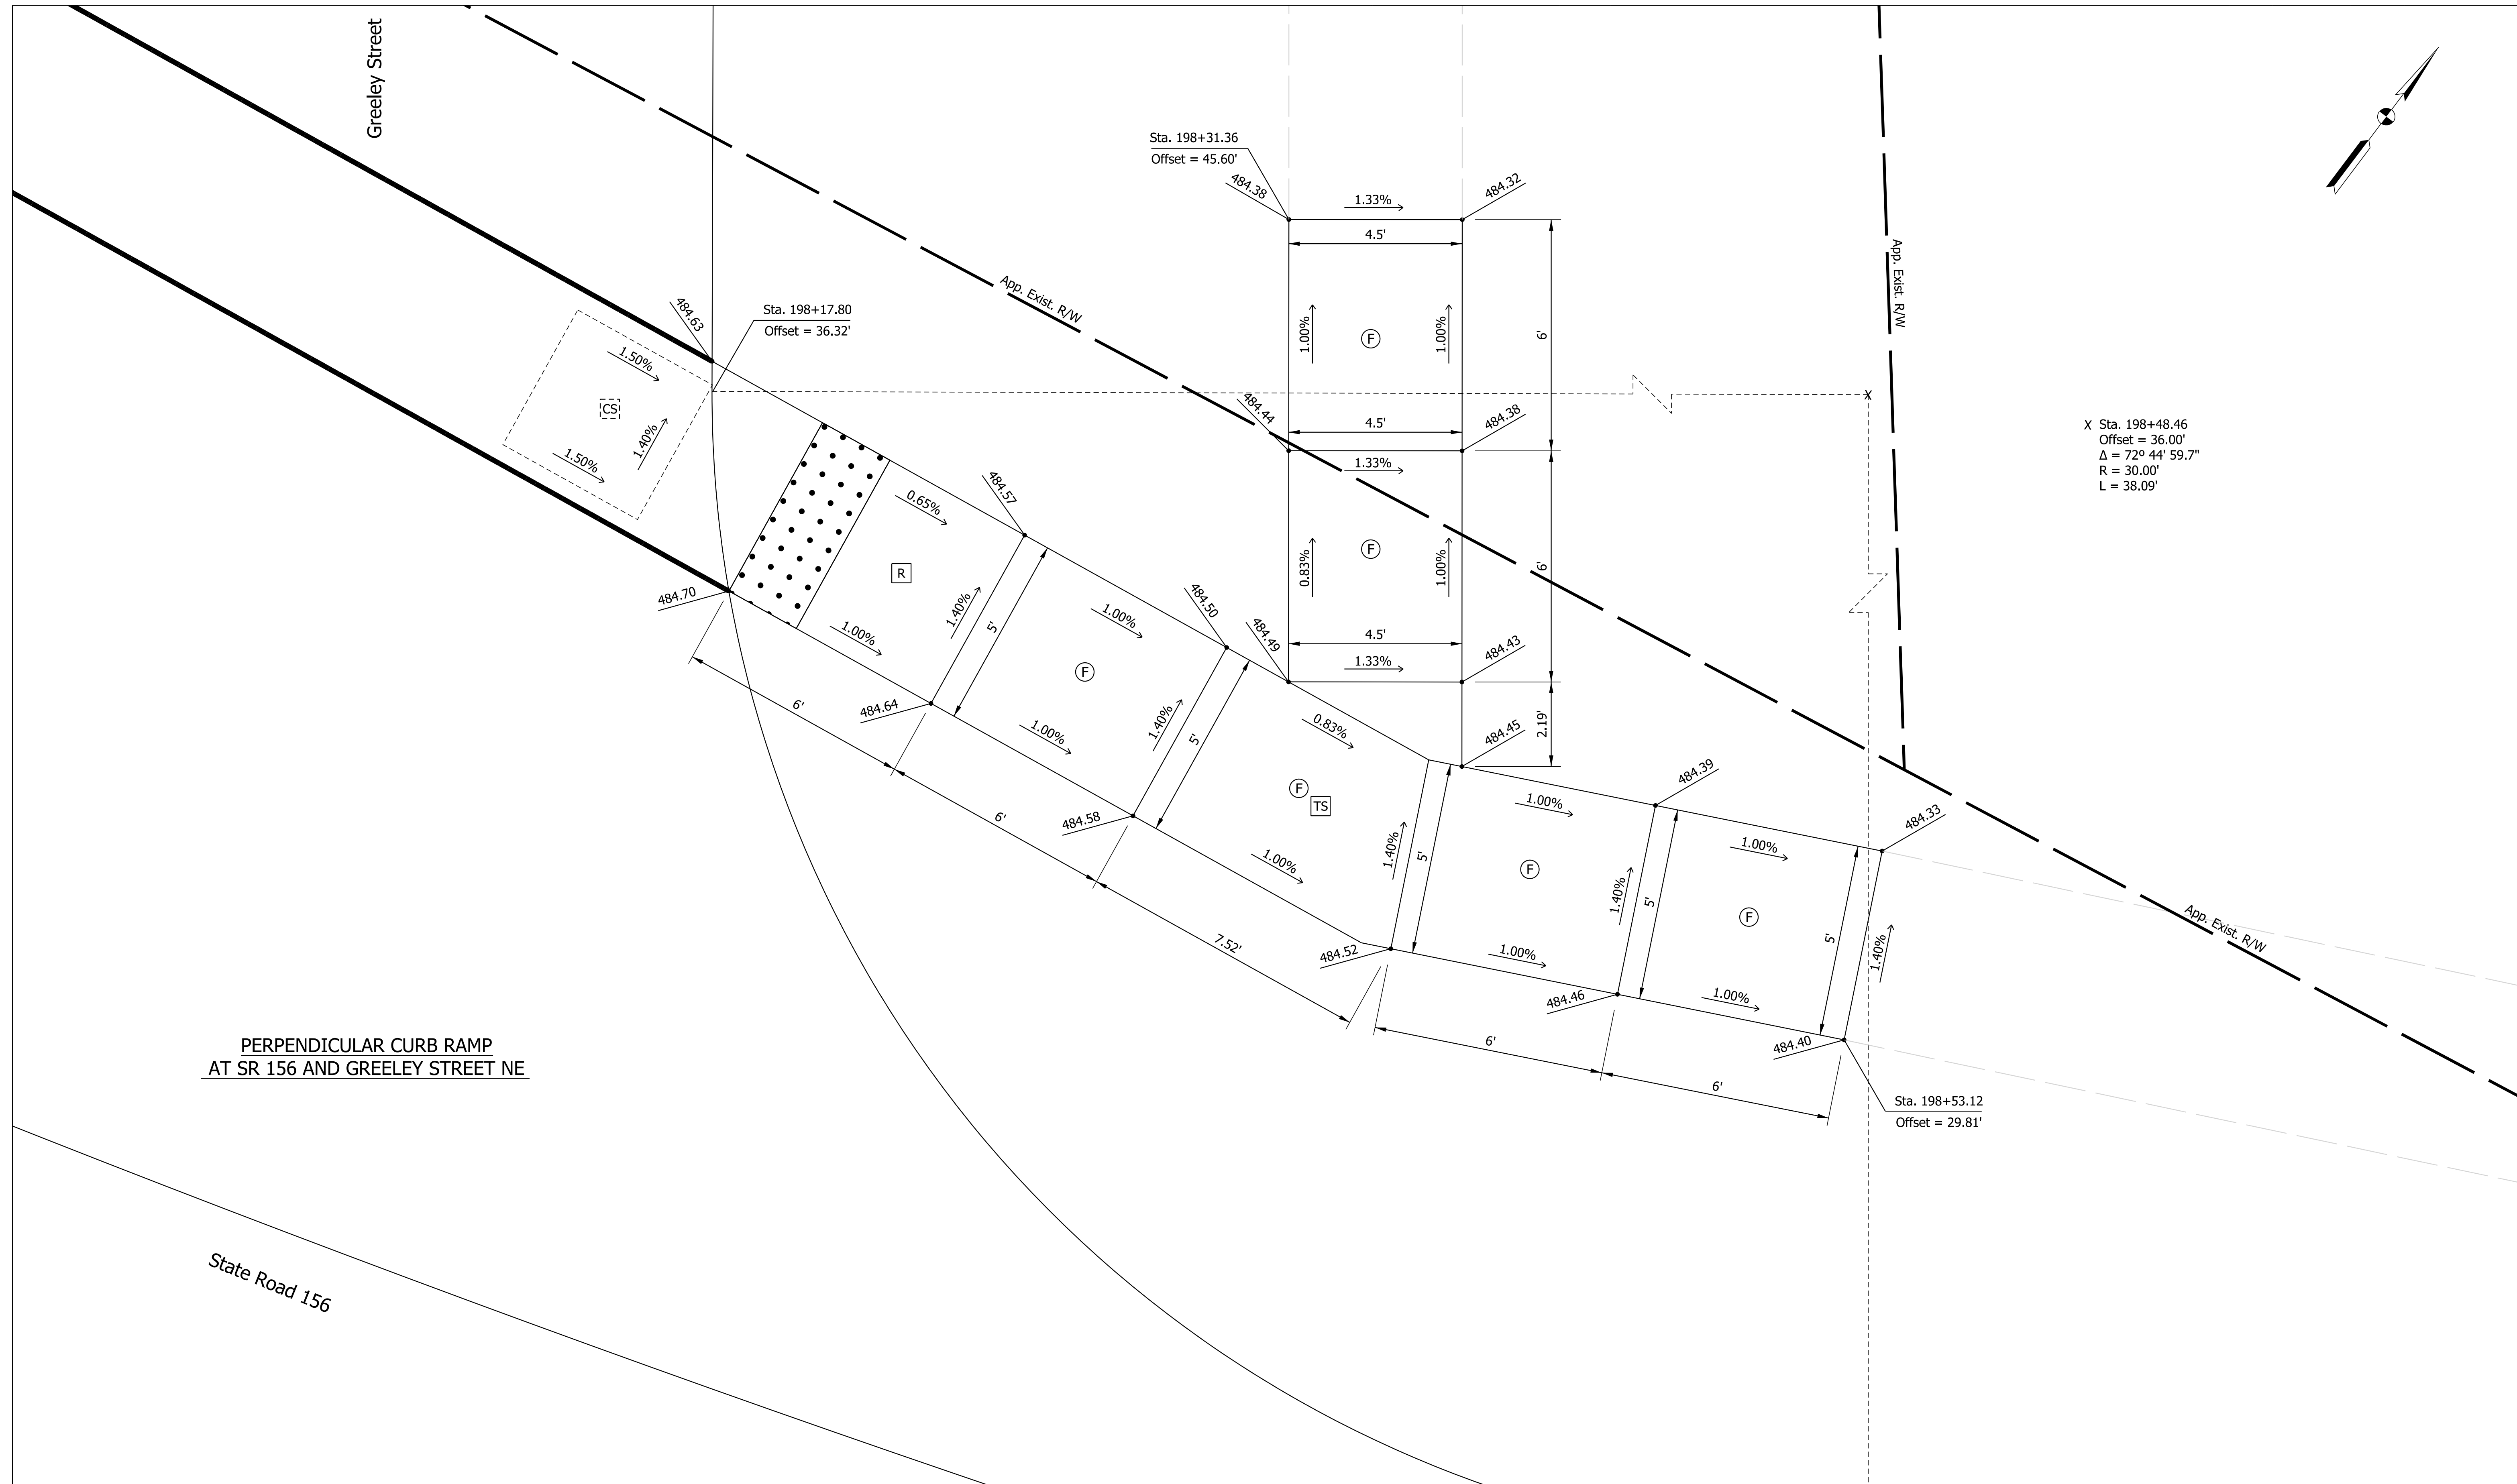 Greeley Street
Sta. 198+31.36
Offset = 45.60'
484.38
1.33%
484.32
4.5'
App. Exist. R/W
App. Exist. R/W
484.63
Sta. 198+17.80
Offset = 36.32'
1.00%
F
1.00%
6'
1.50%
CS
1.40%
1.50%
484.44
4.5'
484.38
1.33%
X
X Sta. 198+48.46
Offset = 36.00'
Δ = 72º 44' 59.7"
R = 30.00'
L = 38.09'
484.57
0.65%
R
1.40%
5'
484.70
1.00%
0.83%
F
1.00%
6'
484.50
484.49
4.5'
1.33%
484.43
1.00%
F
1.40%
5'
6'
484.64
1.00%
0.83%
2.19'
484.45
F
TS
484.39
6'
484.58
1.00%
1.40%
5'
1.00%
F
1.40%
5'
1.00%
484.33
F
5'
1.40%
App. Exist. R/W
7.52'
484.52
1.00%
484.46
1.00%
484.40
6'
6'
Sta. 198+53.12
Offset = 29.81'
PERPENDICULAR CURB RAMP
AT SR 156 AND GREELEY STREET NE
State Road 156